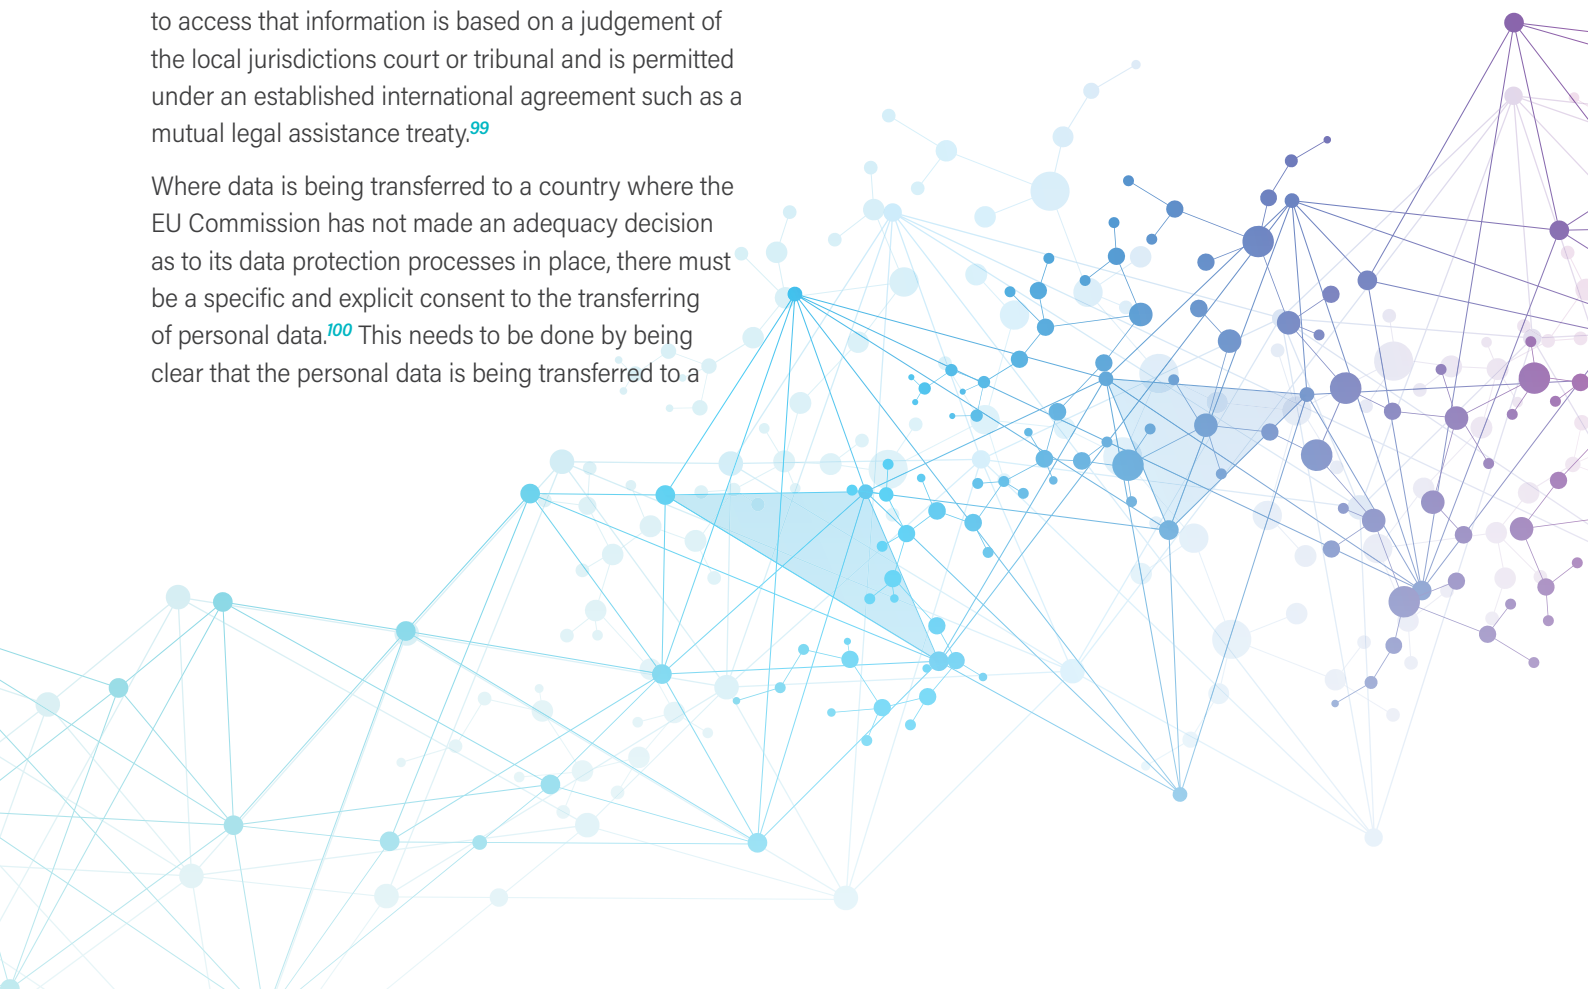 to access that information is based on a judgement of
the local jurisdictions court or tribunal and is permitted
under an established international agreement such as a
mutual legal assistance treaty.99
Where data is being transferred to a country where the
EU Commission has not made an adequacy decision
as to its data protection processes in place, there must
be a specific and explicit consent to the transferring
of personal data.100 This needs to be done by being
clear that the personal data is being transferred to a